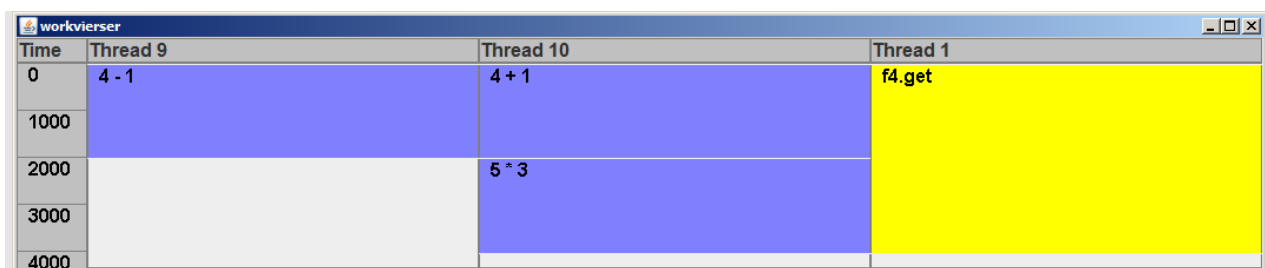 workvierser
Time Thread 9 Thread 10 Thread 1
0 4 - 1 4 + 1 f4.get
1000
2000 5 * 3
3000
4000